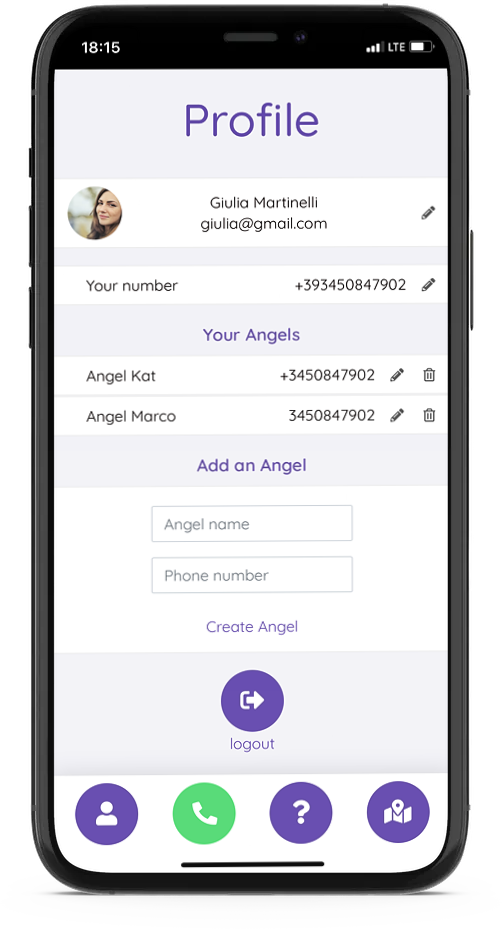 18:15 LTE
Profile
Giulia Martinelli
giulia@gmail.com
Your number +393450847902
Your Angels
Angel Kat +3450847902
Angel Marco 3450847902
Add an Angel
Angel name
Phone number
Create Angel
logout
?